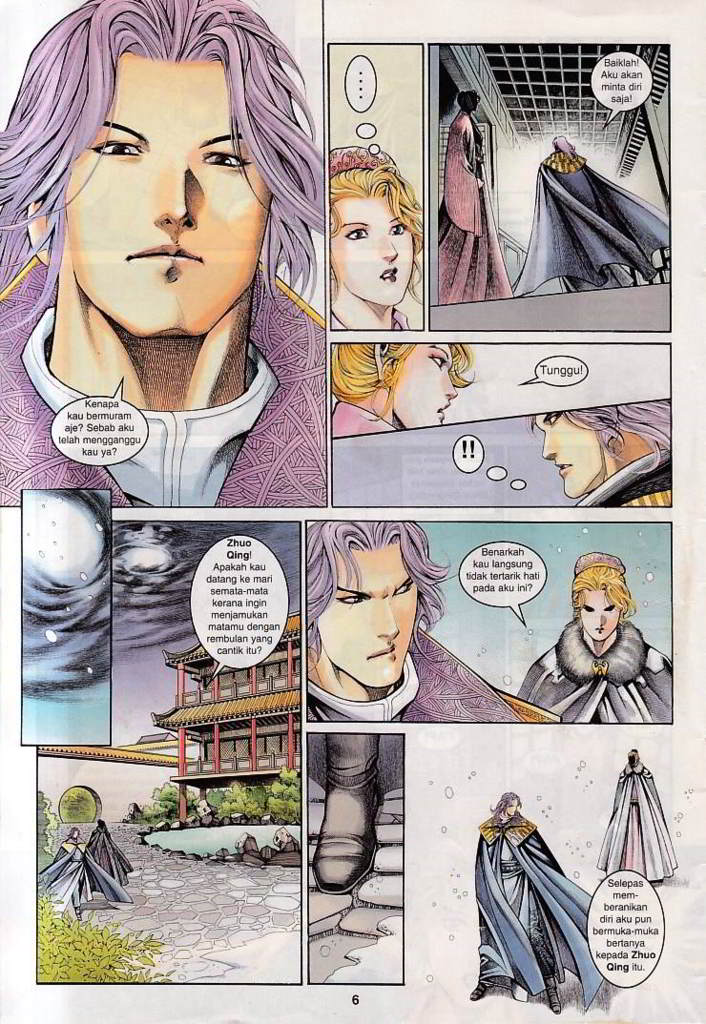 Kenapa
kau bermuram
aje? Sebab aku
telah mengganggu
kau ya?
....
Baiklah!
Aku akan
minta diri
saja!
Tunggu!
!!
Zhuo
Qing!
Apakah kau
datang ke mari
semata-mata
kerana ingin
menjamukan
matamu dengan
rembulan yang
cantik itu?
Benarkah
kau langsung
tidak tertarik hati
pada aku ini?
Selepas
mem-
beranikan
diri aku pun
bermuka-muka
bertanya
kepada Zhuo
Qing itu.
6